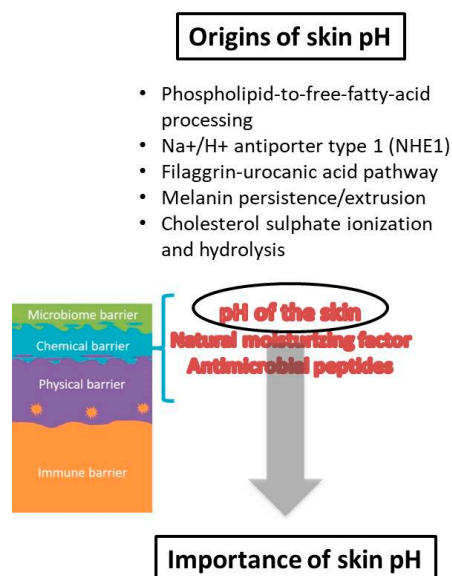 Origins of skin pH
• Phospholipid-to-free-fatty-acid
processing
• Na+/H+ antiporter type 1 (NHE1)
• Filaggrin-urocanic acid pathway
• Melanin persistence/extrusion
• Cholesterol sulphate ionization
and hydrolysis
Microbiome barrier
Chemical barrier
Physical barrier
Immune barrier
pH of the skin
Natural moisturizing factor
Antimicrobial peptides
Importance of skin pH